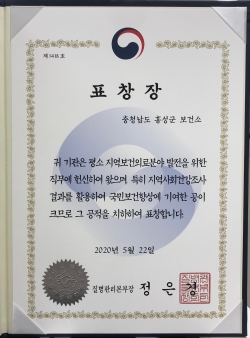 제1418호
표창장
충청남도 홍성군 보건소
귀 기관은 평소 지역보건의료분야 발전을 위한
직무에 헌신하여 왔으며 특히 지역사회건강조사
결과를 활용하여 국민보건향상에 기여한 공이
크므로 그 공적을 치하하여 표창합니다.
2020년 5월 22일
질병관리본부장 정은경